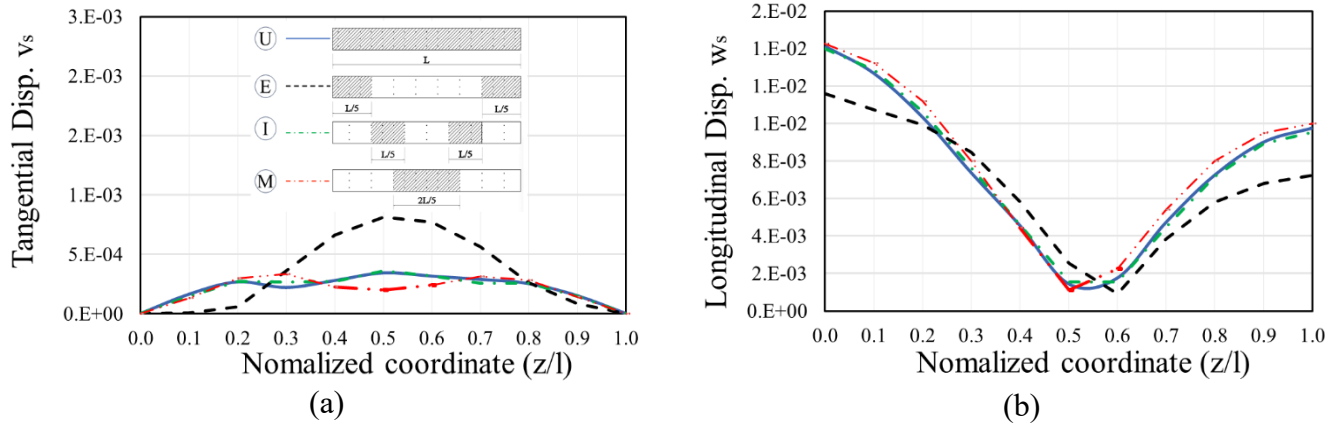 Tangential Disp. vs
3.E-03
2.E-03
2.E-03
1.E-03
5.E-04
0.E+00
U
L
E
L/5 L/5
I
L/5 L/5
M
2L/5
0.0 0.1 0.2 0.3 0.4 0.5 0.6 0.7 0.8 0.9 1.0
Nomalized coordinate (z/l)
(a)
Longitudinal Disp. ws
2.E-02
1.E-02
1.E-02
1.E-02
8.E-03
6.E-03
4.E-03
2.E-03
0.E+00
0.0 0.1 0.2 0.3 0.4 0.5 0.6 0.7 0.8 0.9 1.0
Nomalized coordinate (z/l)
(b)